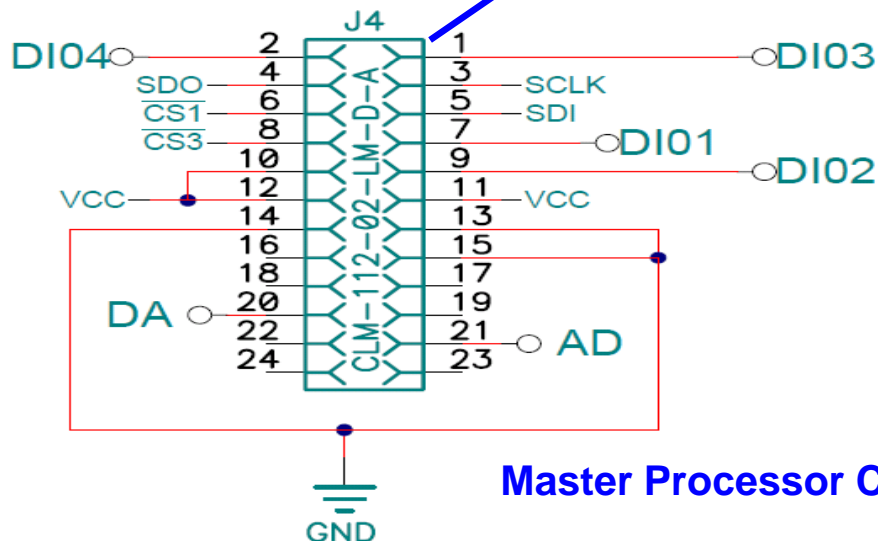 J4
DI04 2 1 DI03
SDO 4 3 SCLK
CS1 6 5 SDI
CS3 8 7 DI01
10 9 DI02
VCC 12 11 VCC
14 13
16 15
18 17
DA 20 19
22 21 AD
24 23
CLM-112-02-LM-D-A
Master Processor C
GND